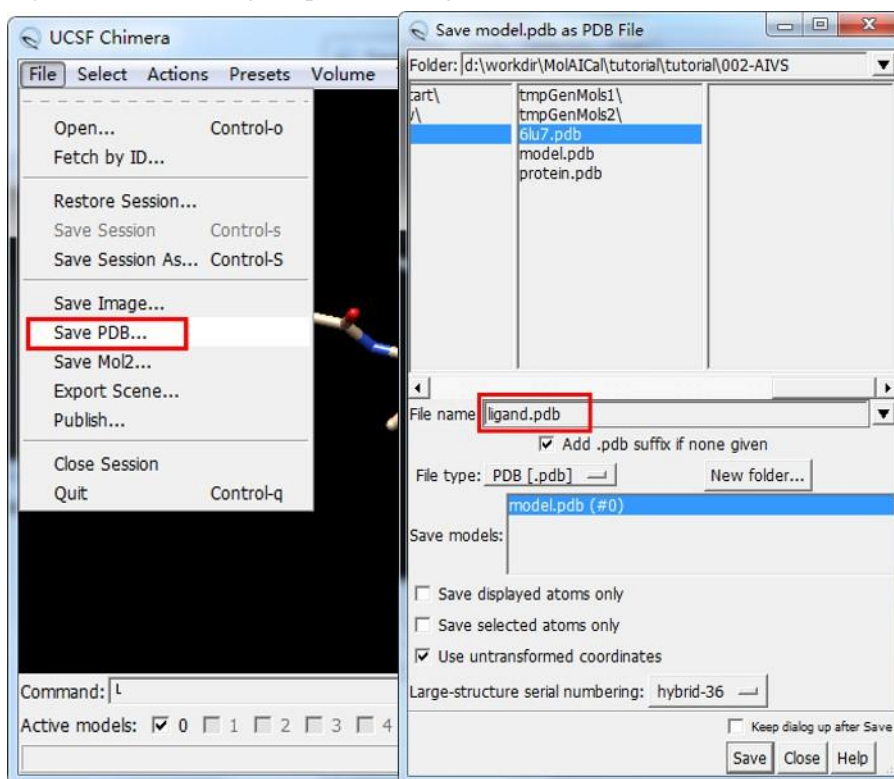 UCSF Chimera
File Select Actions Presets Volume
Open... Control-o
Fetch by ID...
Restore Session...
Save Session Control-s
Save Session As... Control-S
Save Image...
Save PDB...
Save Mol2...
Export Scene...
Publish...
Close Session
Quit Control-q
Command:
Active models: 0 1 2 3 4
Save model.pdb as PDB File
Folder: d:\workdir\MolAICal\tutorial\tutorial\002-AIVS
tart\
tmpGenMols1\
tmpGenMols2\
6lu7.pdb
model.pdb
protein.pdb
File name ligand.pdb
Add .pdb suffix if none given
File type: PDB [.pdb] New folder...
model.pdb (#0)
Save models:
Save displayed atoms only
Save selected atoms only
Use untransformed coordinates
Large-structure serial numbering: hybrid-36
Keep dialog up after Save
Save Close Help